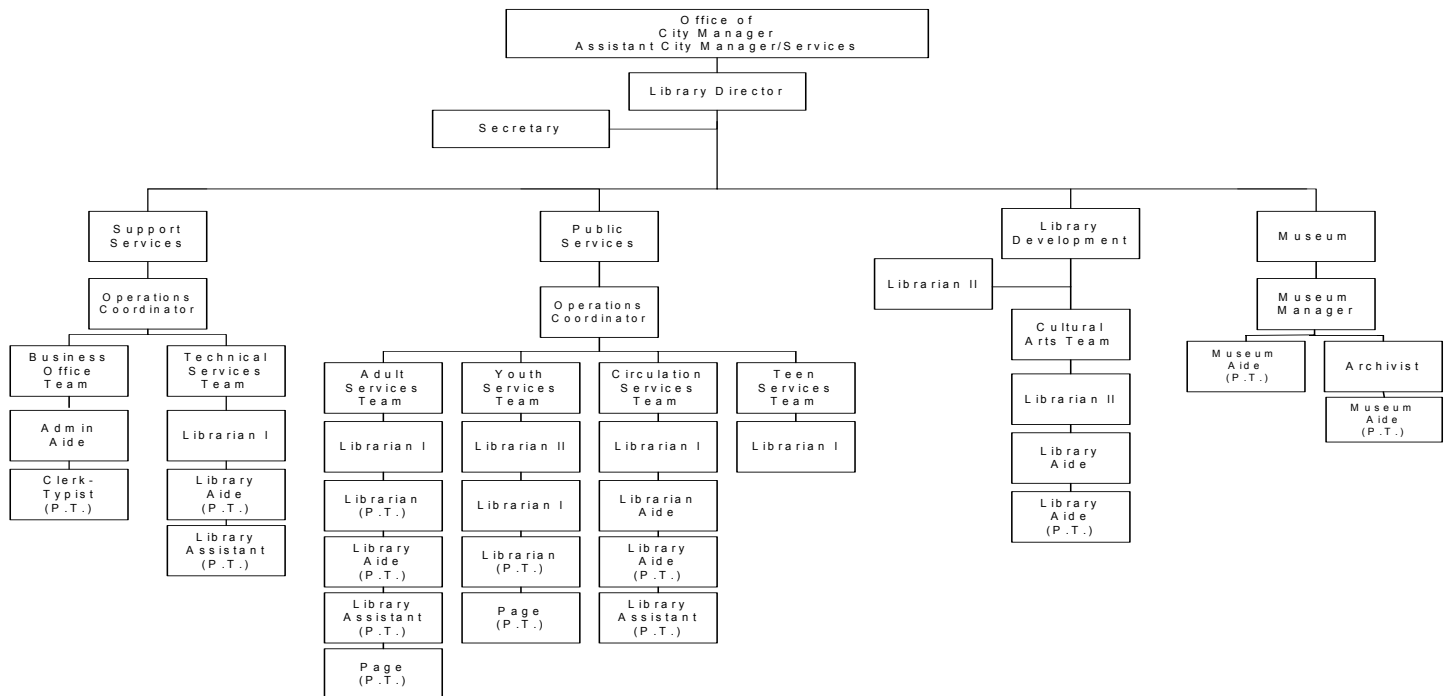 Office of
City Manager
Assistant City Manager/Services
Library Director
Secretary
Support
Services
Operations
Coordinator
Business
Office
Team
Admin
Aide
Clerk-
Typist
(P.T.)
Technical
Services
Team
Librarian I
Library
Aide
(P.T.)
Library
Assistant
(P.T.)
Public
Services
Operations
Coordinator
Adult
Services
Team
Librarian I
Librarian
(P.T.)
Library
Aide
(P.T.)
Library
Assistant
(P.T.)
Page
(P.T.)
Youth
Services
Team
Librarian II
Librarian I
Librarian
(P.T.)
Page
(P.T.)
Circulation
Services
Team
Librarian I
Librarian
Aide
Library
Aide
(P.T.)
Library
Assistant
(P.T.)
Teen
Services
Team
Librarian I
Library
Development
Librarian II
Cultural
Arts Team
Librarian II
Library
Aide
Library
Aide
(P.T.)
Museum
Museum
Manager
Museum
Aide
(P.T.)
Archivist
Museum
Aide
(P.T.)